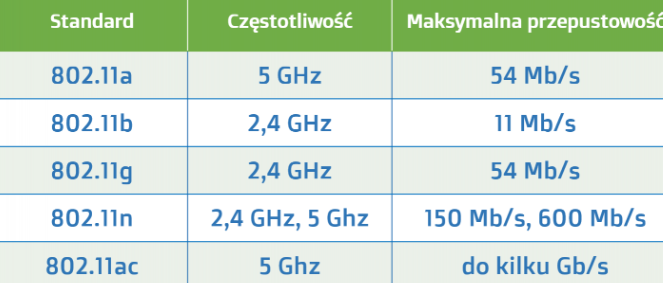 Standard Częstotliwość Maksymalna przepustowość
802.11a 5 GHz 54 Mb/s
802.11b 2,4 GHz 11 Mb/s
802.11g 2,4 GHz 54 Mb/s
802.11n 2,4 GHz, 5 Ghz 150 Mb/s, 600 Mb/s
802.11ac 5 Ghz do kilku Gb/s